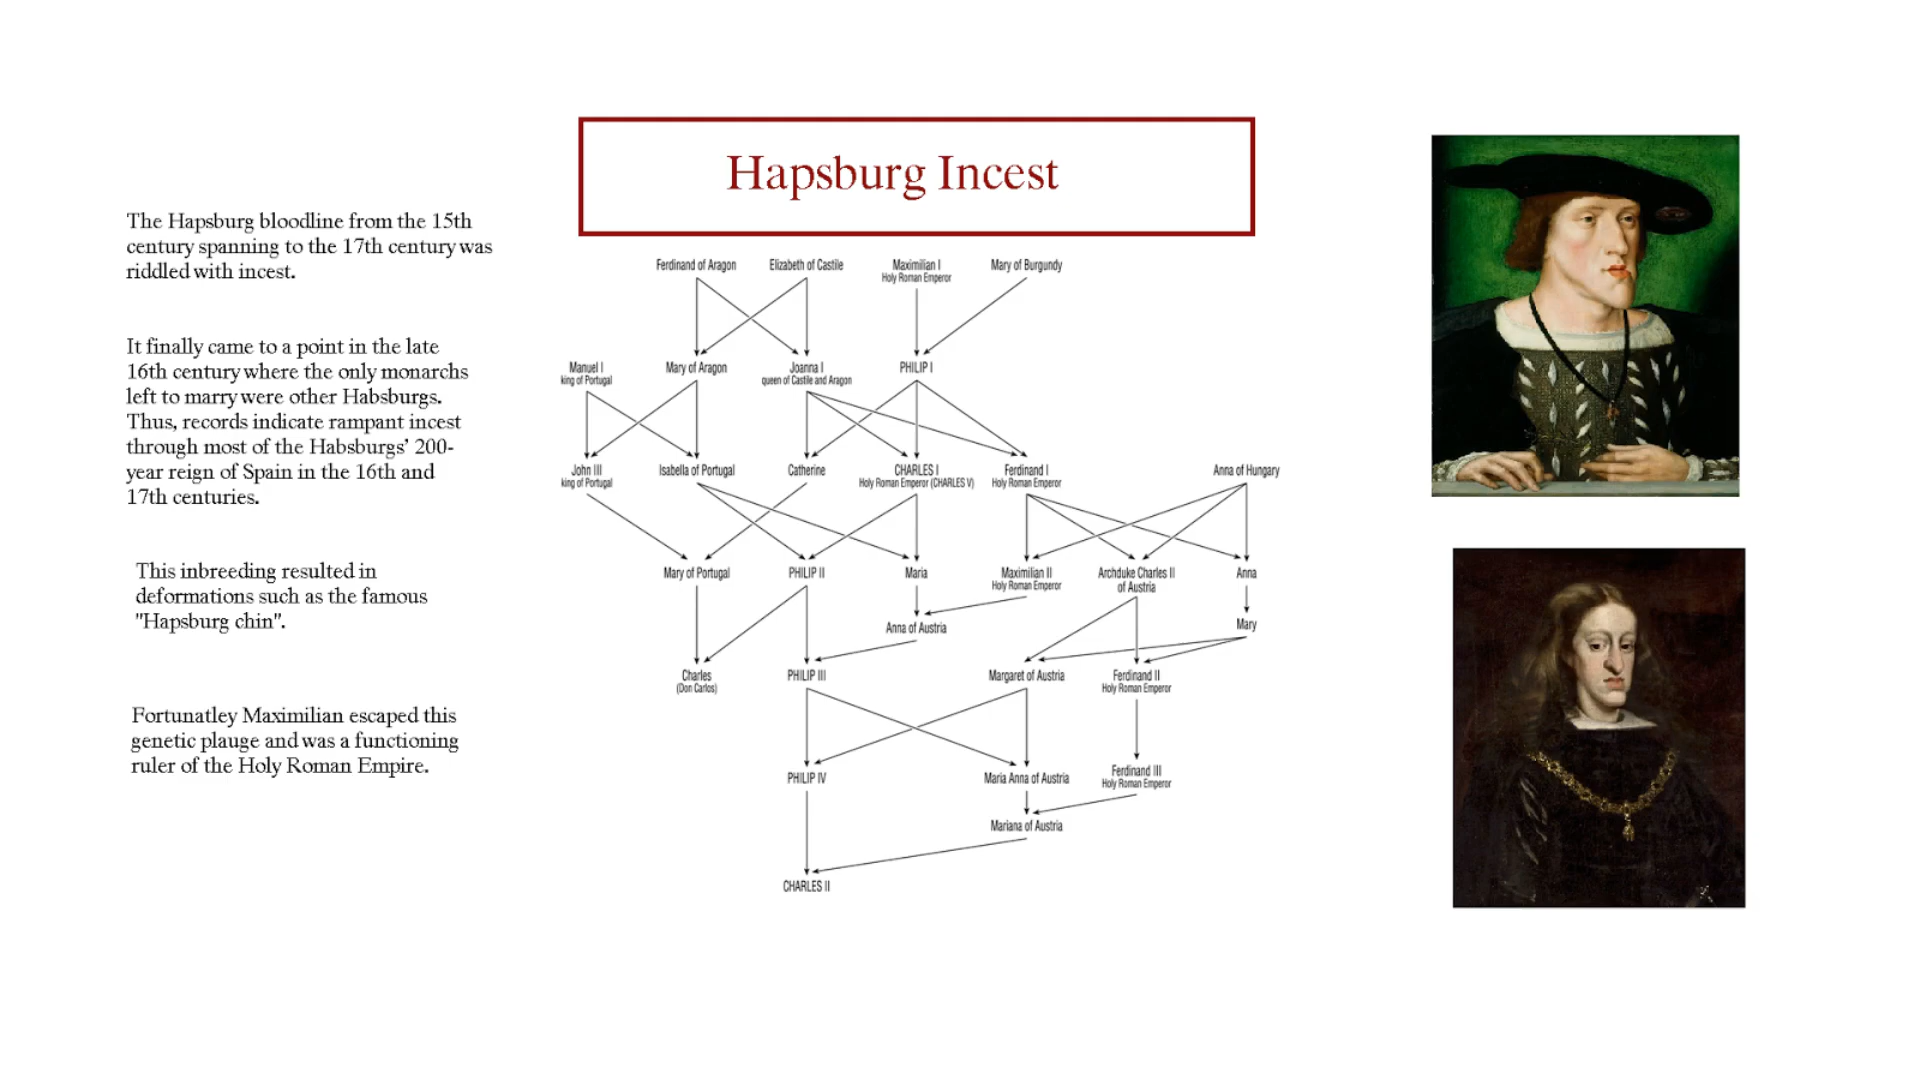 Hapsburg Incest
The Hapsburg bloodline from the 15th
century spanning to the 17th century was
riddled with incest.
It finally came to a point in the late
16th century where the only monarchs
left to marry were other Habsburgs.
Thus, records indicate rampant incest
through most of the Habsburgs' 200-
year reign of Spain in the 16th and
17th centuries.
This inbreeding resulted in
deformations such as the famous
"Hapsburg chin".
Fortunatley Maximilian escaped this
genetic plauge and was a functioning
ruler of the Holy Roman Empire.
Ferdinand of Aragon
Elizabeth of Castile
Maximilian I
Holy Roman Emperor
Mary of Burgundy
Manuel I
king of Portugal
Mary of Aragon
Joanna I
queen of Castile and Aragon
PHILIP I
John III
king of Portugal
Isabella of Portugal
Catherine
CHARLES I
Holy Roman Emperor (CHARLES V)
Ferdinand I
Holy Roman Emperor
Anna of Hungary
Mary of Portugal
PHILIP II
Maria
Maximilian II
Holy Roman Emperor
Archduke Charles II
of Austria
Anna
Anna of Austria
Mary
Charles
(Don Carlos)
PHILIP III
Margaret of Austria
Ferdinand II
Holy Roman Emperor
PHILIP IV
Maria Anna of Austria
Ferdinand III
Holy Roman Emperor
Mariana of Austria
CHARLES II